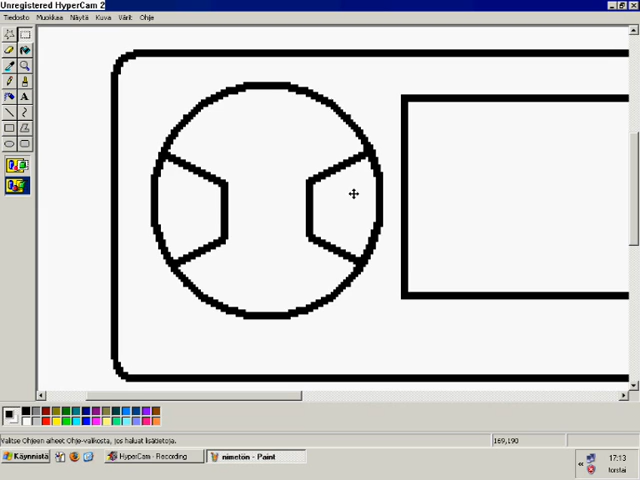 Unregistered HyperCam 2
Tiedosto Muokkaa Näytä Kuva Värit Ohje
A
Valitse Ohjeen aiheet Ohje-valikosta, jos haluat lisätietoja.
169,190
Käynnistä
HyperCam - Recording
nimetön - Paint
«
17:13
torstai